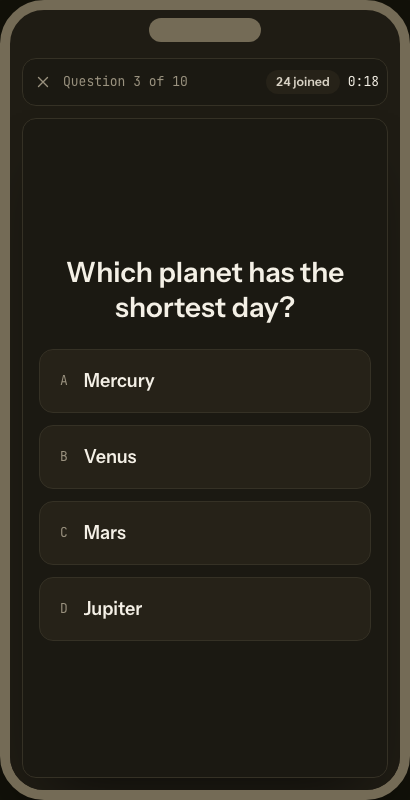 Question 3 of 10
24 joined
0:18
Which planet has the
shortest day?
A Mercury
B Venus
C Mars
D Jupiter